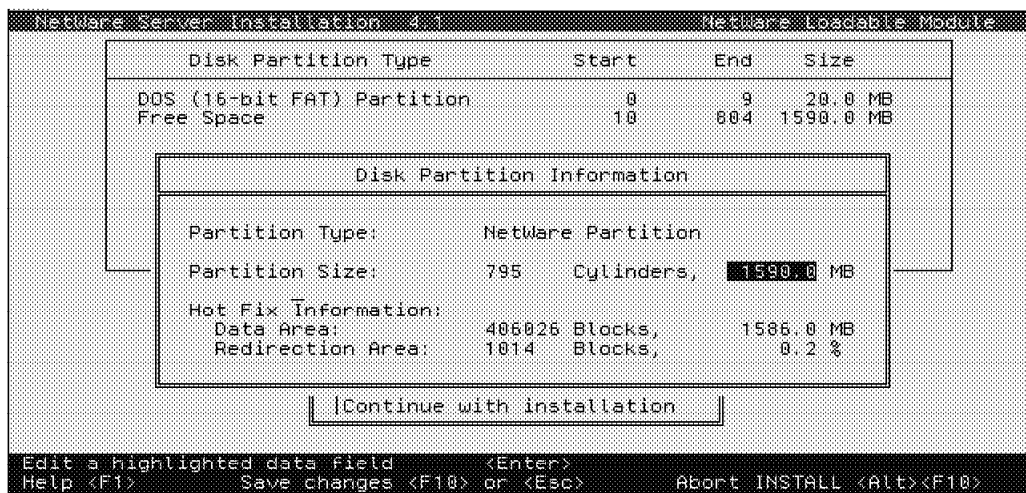 NetWare Server Installation 4.1 NetWare Loadable Module
Disk Partition Type Start End Size
DOS (16-bit FAT) Partition 0 9 20.0 MB
Free Space 10 804 1590.0 MB
Disk Partition Information
Partition Type: NetWare Partition
Partition Size: 795 Cylinders, 1590.0 MB
Hot Fix Information:
Data Area: 406026 Blocks, 1586.0 MB
Redirection Area: 1014 Blocks, 0.2 %
Continue with installation
Edit a highlighted data field <Enter>
Help <F1> Save changes <F10> or <Esc> Abort INSTALL <Alt><F10>